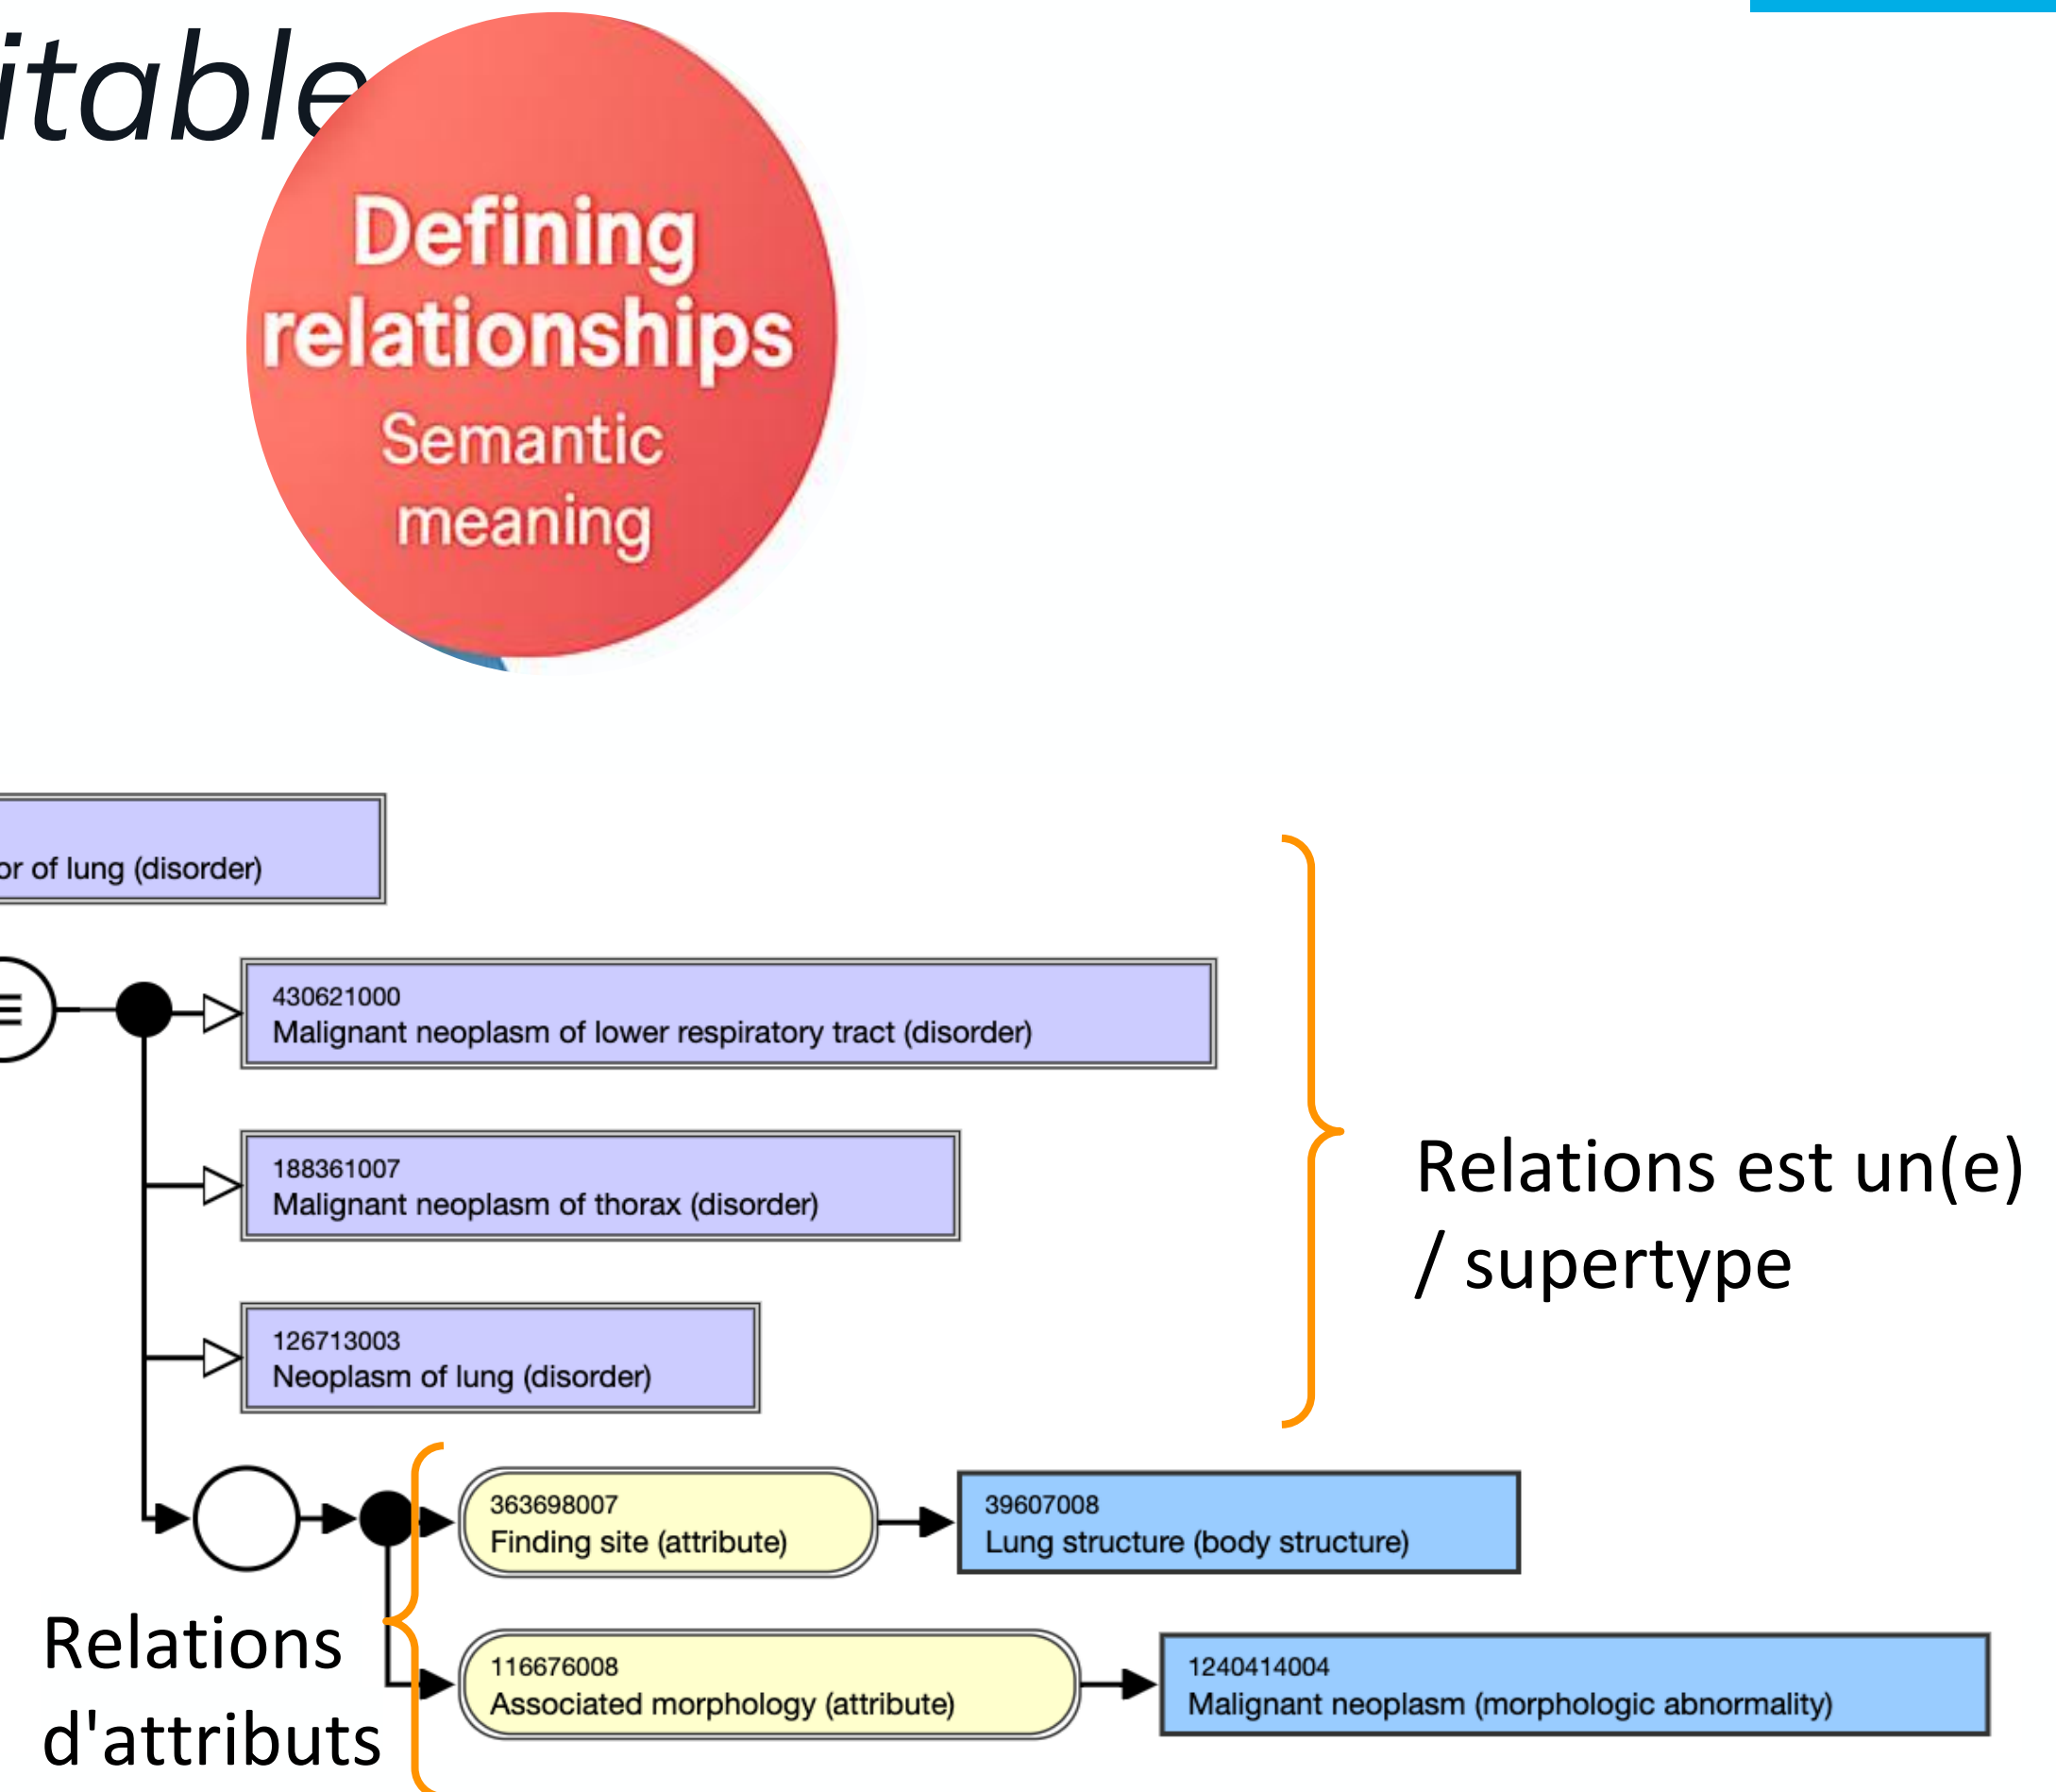 itable
Defining
relationships
Semantic
meaning
or of lung (disorder)
430621000
Malignant neoplasm of lower respiratory tract (disorder)
188361007
Malignant neoplasm of thorax (disorder)
Relations est un(e)
/ supertype
126713003
Neoplasm of lung (disorder)
363698007
Finding site (attribute)
39607008
Lung structure (body structure)
Relations
d'attributs
116676008
Associated morphology (attribute)
1240414004
Malignant neoplasm (morphologic abnormality)